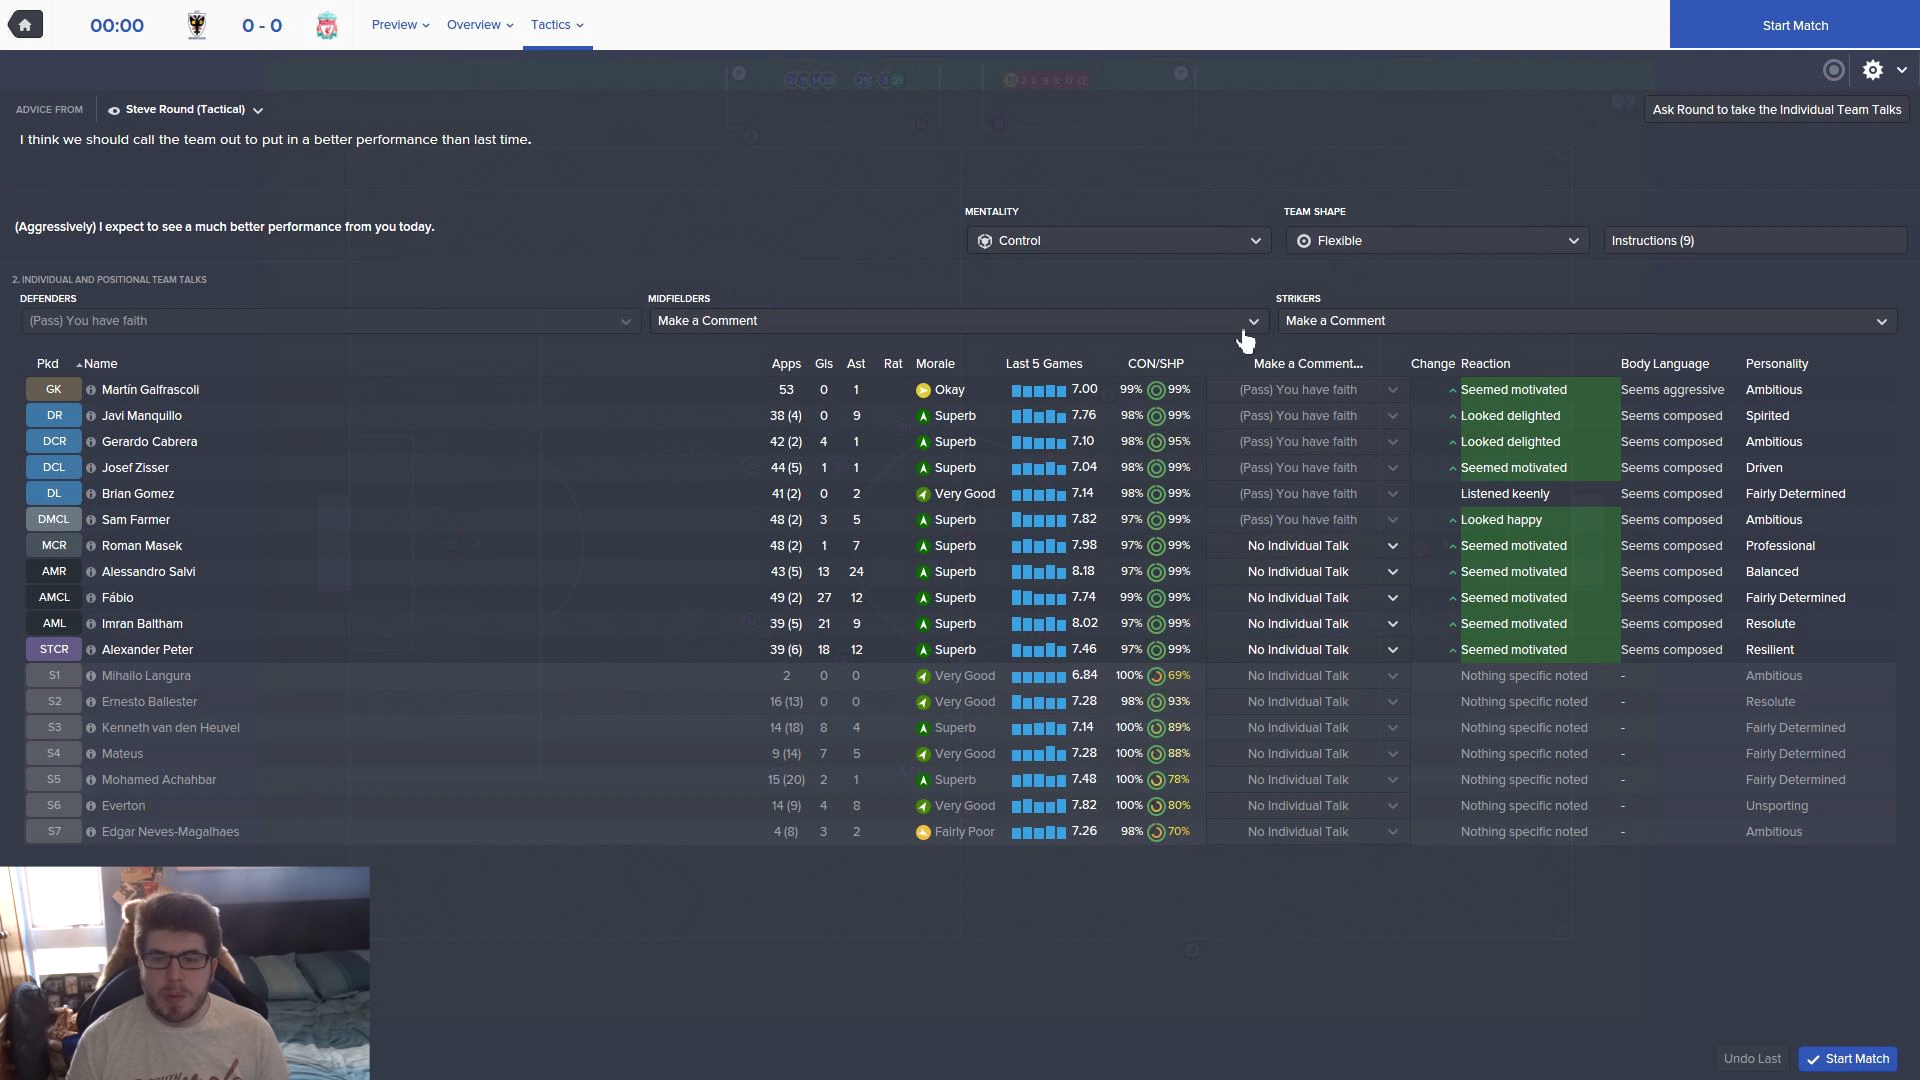 00:00 0 - 0 Preview Overview Tactics Start Match
ADVICE FROM Steve Round (Tactical) Ask Round to take the Individual Team Talks
I think we should call the team out to put in a better performance than last time.
MENTALITY TEAM SHAPE
(Aggressively) I expect to see a much better performance from you today. Control Flexible Instructions (9)
2. INDIVIDUAL AND POSITIONAL TEAM TALKS
DEFENDERS MIDFIELDERS STRIKERS
(Pass) You have faith Make a Comment Make a Comment
Pkd Name Apps Gls Ast Rat Morale Last 5 Games CON/SHP Make a Comment... Change Reaction Body Language Personality
GK Martín Galfrascoli 53 0 1 Okay 7.00 99% 99% (Pass) You have faith Seemed motivated Seems aggressive Ambitious
DR Javi Manquillo 38 (4) 0 9 Superb 7.76 98% 99% (Pass) You have faith Looked delighted Seems composed Spirited
DCR Gerardo Cabrera 42 (2) 4 1 Superb 7.10 98% 95% (Pass) You have faith Looked delighted Seems composed Ambitious
DCL Josef Zisser 44 (5) 1 1 Superb 7.04 98% 99% (Pass) You have faith Seemed motivated Seems composed Driven
DL Brian Gomez 41 (2) 0 2 Very Good 7.14 98% 99% (Pass) You have faith Listened keenly Seems composed Fairly Determined
DMCL Sam Farmer 48 (2) 3 5 Superb 7.82 97% 99% (Pass) You have faith Looked happy Seems composed Ambitious
MCR Roman Masek 48 (2) 1 7 Superb 7.98 97% 99% No Individual Talk Seemed motivated Seems composed Professional
AMR Alessandro Salvi 43 (5) 13 24 Superb 8.18 97% 99% No Individual Talk Seemed motivated Seems composed Balanced
AMCL Fábio 49 (2) 27 12 Superb 7.74 99% 99% No Individual Talk Seemed motivated Seems composed Fairly Determined
AML Imran Baltham 39 (5) 21 9 Superb 8.02 97% 99% No Individual Talk Seemed motivated Seems composed Resolute
STCR Alexander Peter 39 (6) 18 12 Superb 7.46 97% 99% No Individual Talk Seemed motivated Seems composed Resilient
S1 Mihailo Langura 2 0 0 Very Good 6.84 100% 69% No Individual Talk Nothing specific noted - Ambitious
S2 Ernesto Ballester 16 (13) 0 0 Very Good 7.28 98% 93% No Individual Talk Nothing specific noted - Resolute
S3 Kenneth van den Heuvel 14 (18) 8 4 Superb 7.14 100% 89% No Individual Talk Nothing specific noted - Fairly Determined
S4 Mateus 9 (14) 7 5 Very Good 7.28 100% 88% No Individual Talk Nothing specific noted - Fairly Determined
S5 Mohamed Achahbar 15 (20) 2 1 Superb 7.48 100% 78% No Individual Talk Nothing specific noted - Fairly Determined
S6 Everton 14 (9) 4 8 Very Good 7.82 100% 80% No Individual Talk Nothing specific noted - Unsporting
S7 Edgar Neves-Magalhaes 4 (8) 3 2 Fairly Poor 7.26 98% 70% No Individual Talk Nothing specific noted - Ambitious
Undo Last Start Match